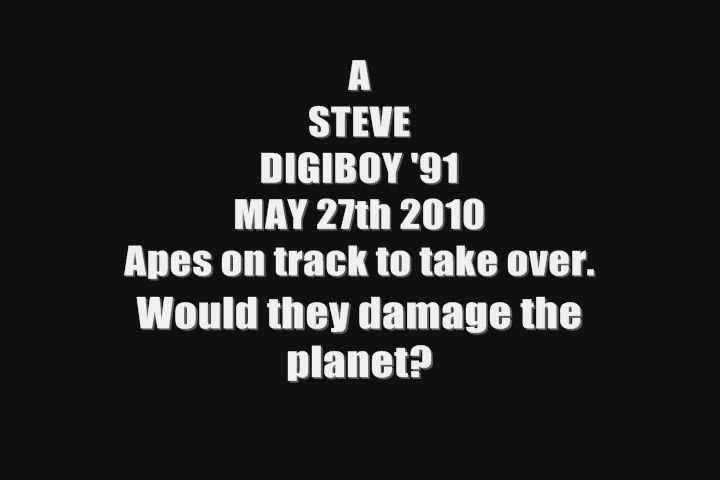 A
STEVE
DIGIBOY '91
MAY 27th 2010
Apes on track to take over.
Would they damage the
planet?